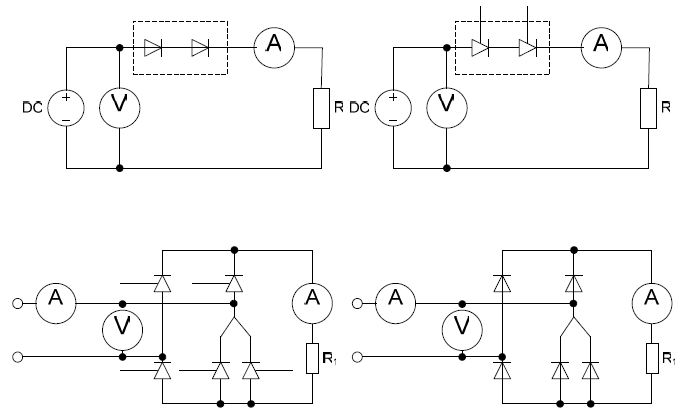 A A
DC + − V R DC + − V R
A A A A
V V
R1 R1